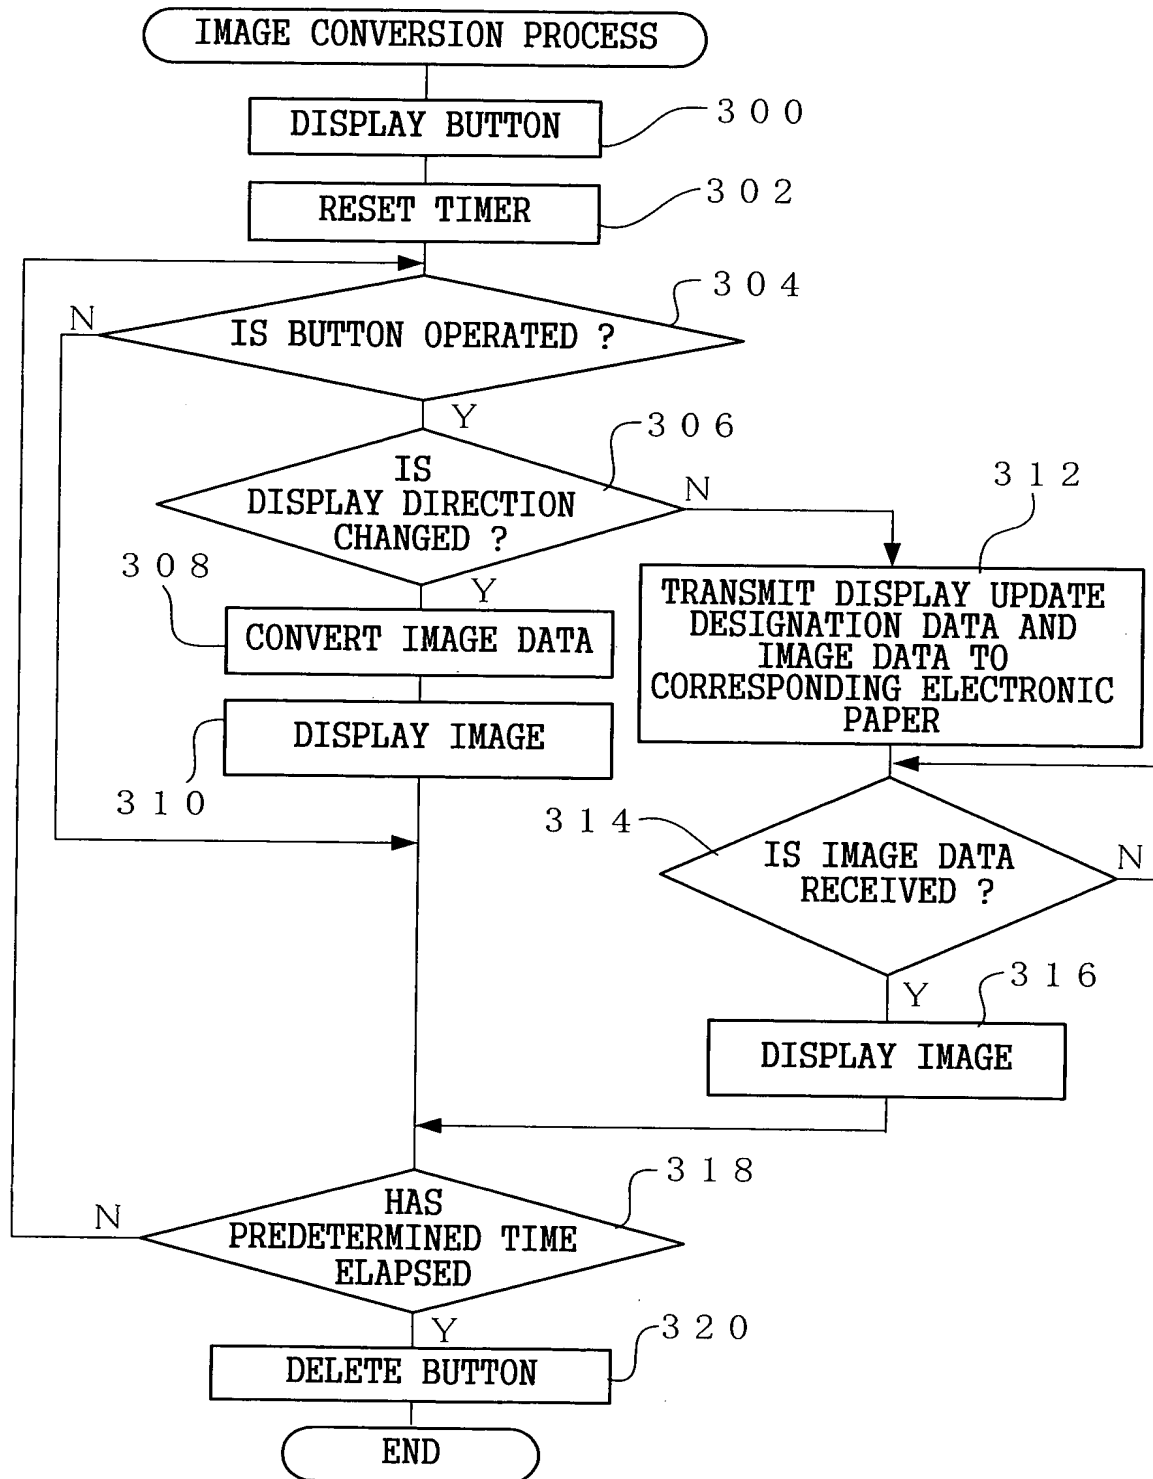 IMAGE CONVERSION PROCESS
DISPLAY BUTTON
300
RESET TIMER
302
304
N
IS BUTTON OPERATED ?
Y
306
IS
DISPLAY DIRECTION
CHANGED ?
N
312
308
Y
TRANSMIT DISPLAY UPDATE
DESIGNATION DATA AND
IMAGE DATA TO
CORRESPONDING ELECTRONIC
PAPER
CONVERT IMAGE DATA
DISPLAY IMAGE
310
314
IS IMAGE DATA
RECEIVED ?
N
Y
316
DISPLAY IMAGE
318
N
HAS
PREDETERMINED TIME
ELAPSED
Y
320
DELETE BUTTON
END